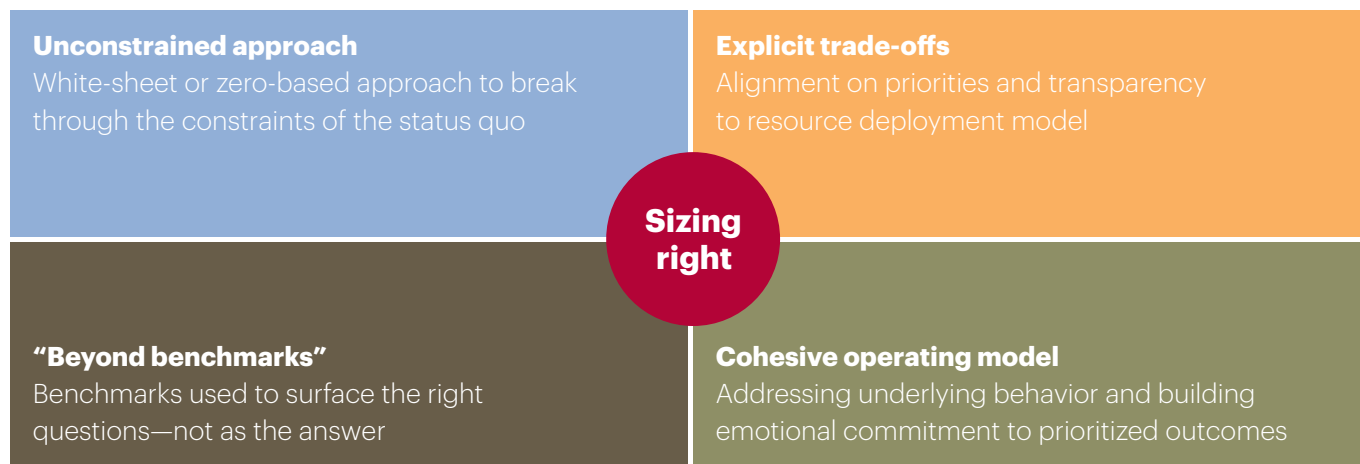 Unconstrained approach
White-sheet or zero-based approach to break
through the constraints of the status quo
Explicit trade-offs
Alignment on priorities and transparency
to resource deployment model
Sizing
right
“Beyond benchmarks”
Benchmarks used to surface the right
questions—not as the answer
Cohesive operating model
Addressing underlying behavior and building
emotional commitment to prioritized outcomes